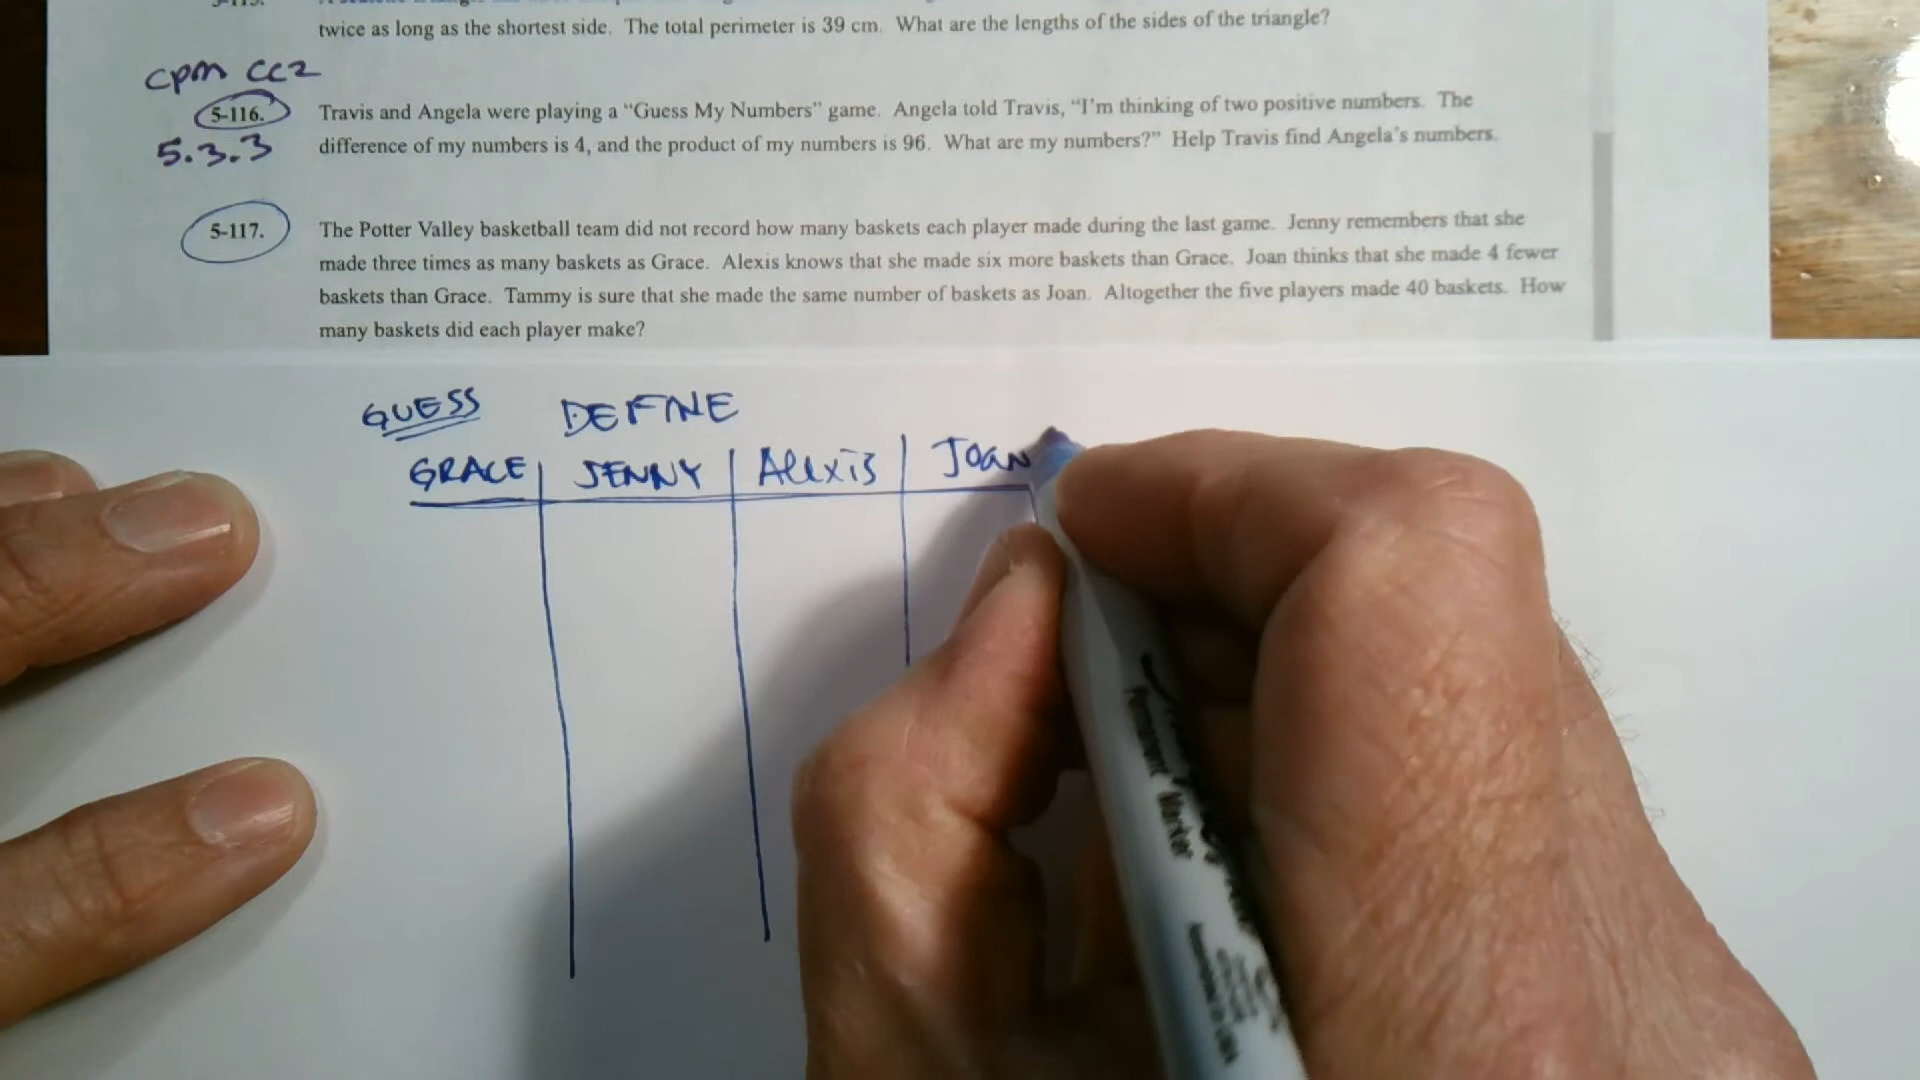 twice as long as the shortest side. The total perimeter is 39 cm. What are the lengths of the sides of the triangle?
cpm cc2
5-116. Travis and Angela were playing a “Guess My Numbers” game. Angela told Travis, “I’m thinking of two positive numbers. The
5.3.3 difference of my numbers is 4, and the product of my numbers is 96. What are my numbers?” Help Travis find Angela’s numbers.
5-117. The Potter Valley basketball team did not record how many baskets each player made during the last game. Jenny remembers that she
made three times as many baskets as Grace. Alexis knows that she made six more baskets than Grace. Joan thinks that she made 4 fewer
baskets than Grace. Tammy is sure that she made the same number of baskets as Joan. Altogether the five players made 40 baskets. How
many baskets did each player make?
GUESS DEFINE
GRACE JENNY Alexis Joan
Permanent Marker